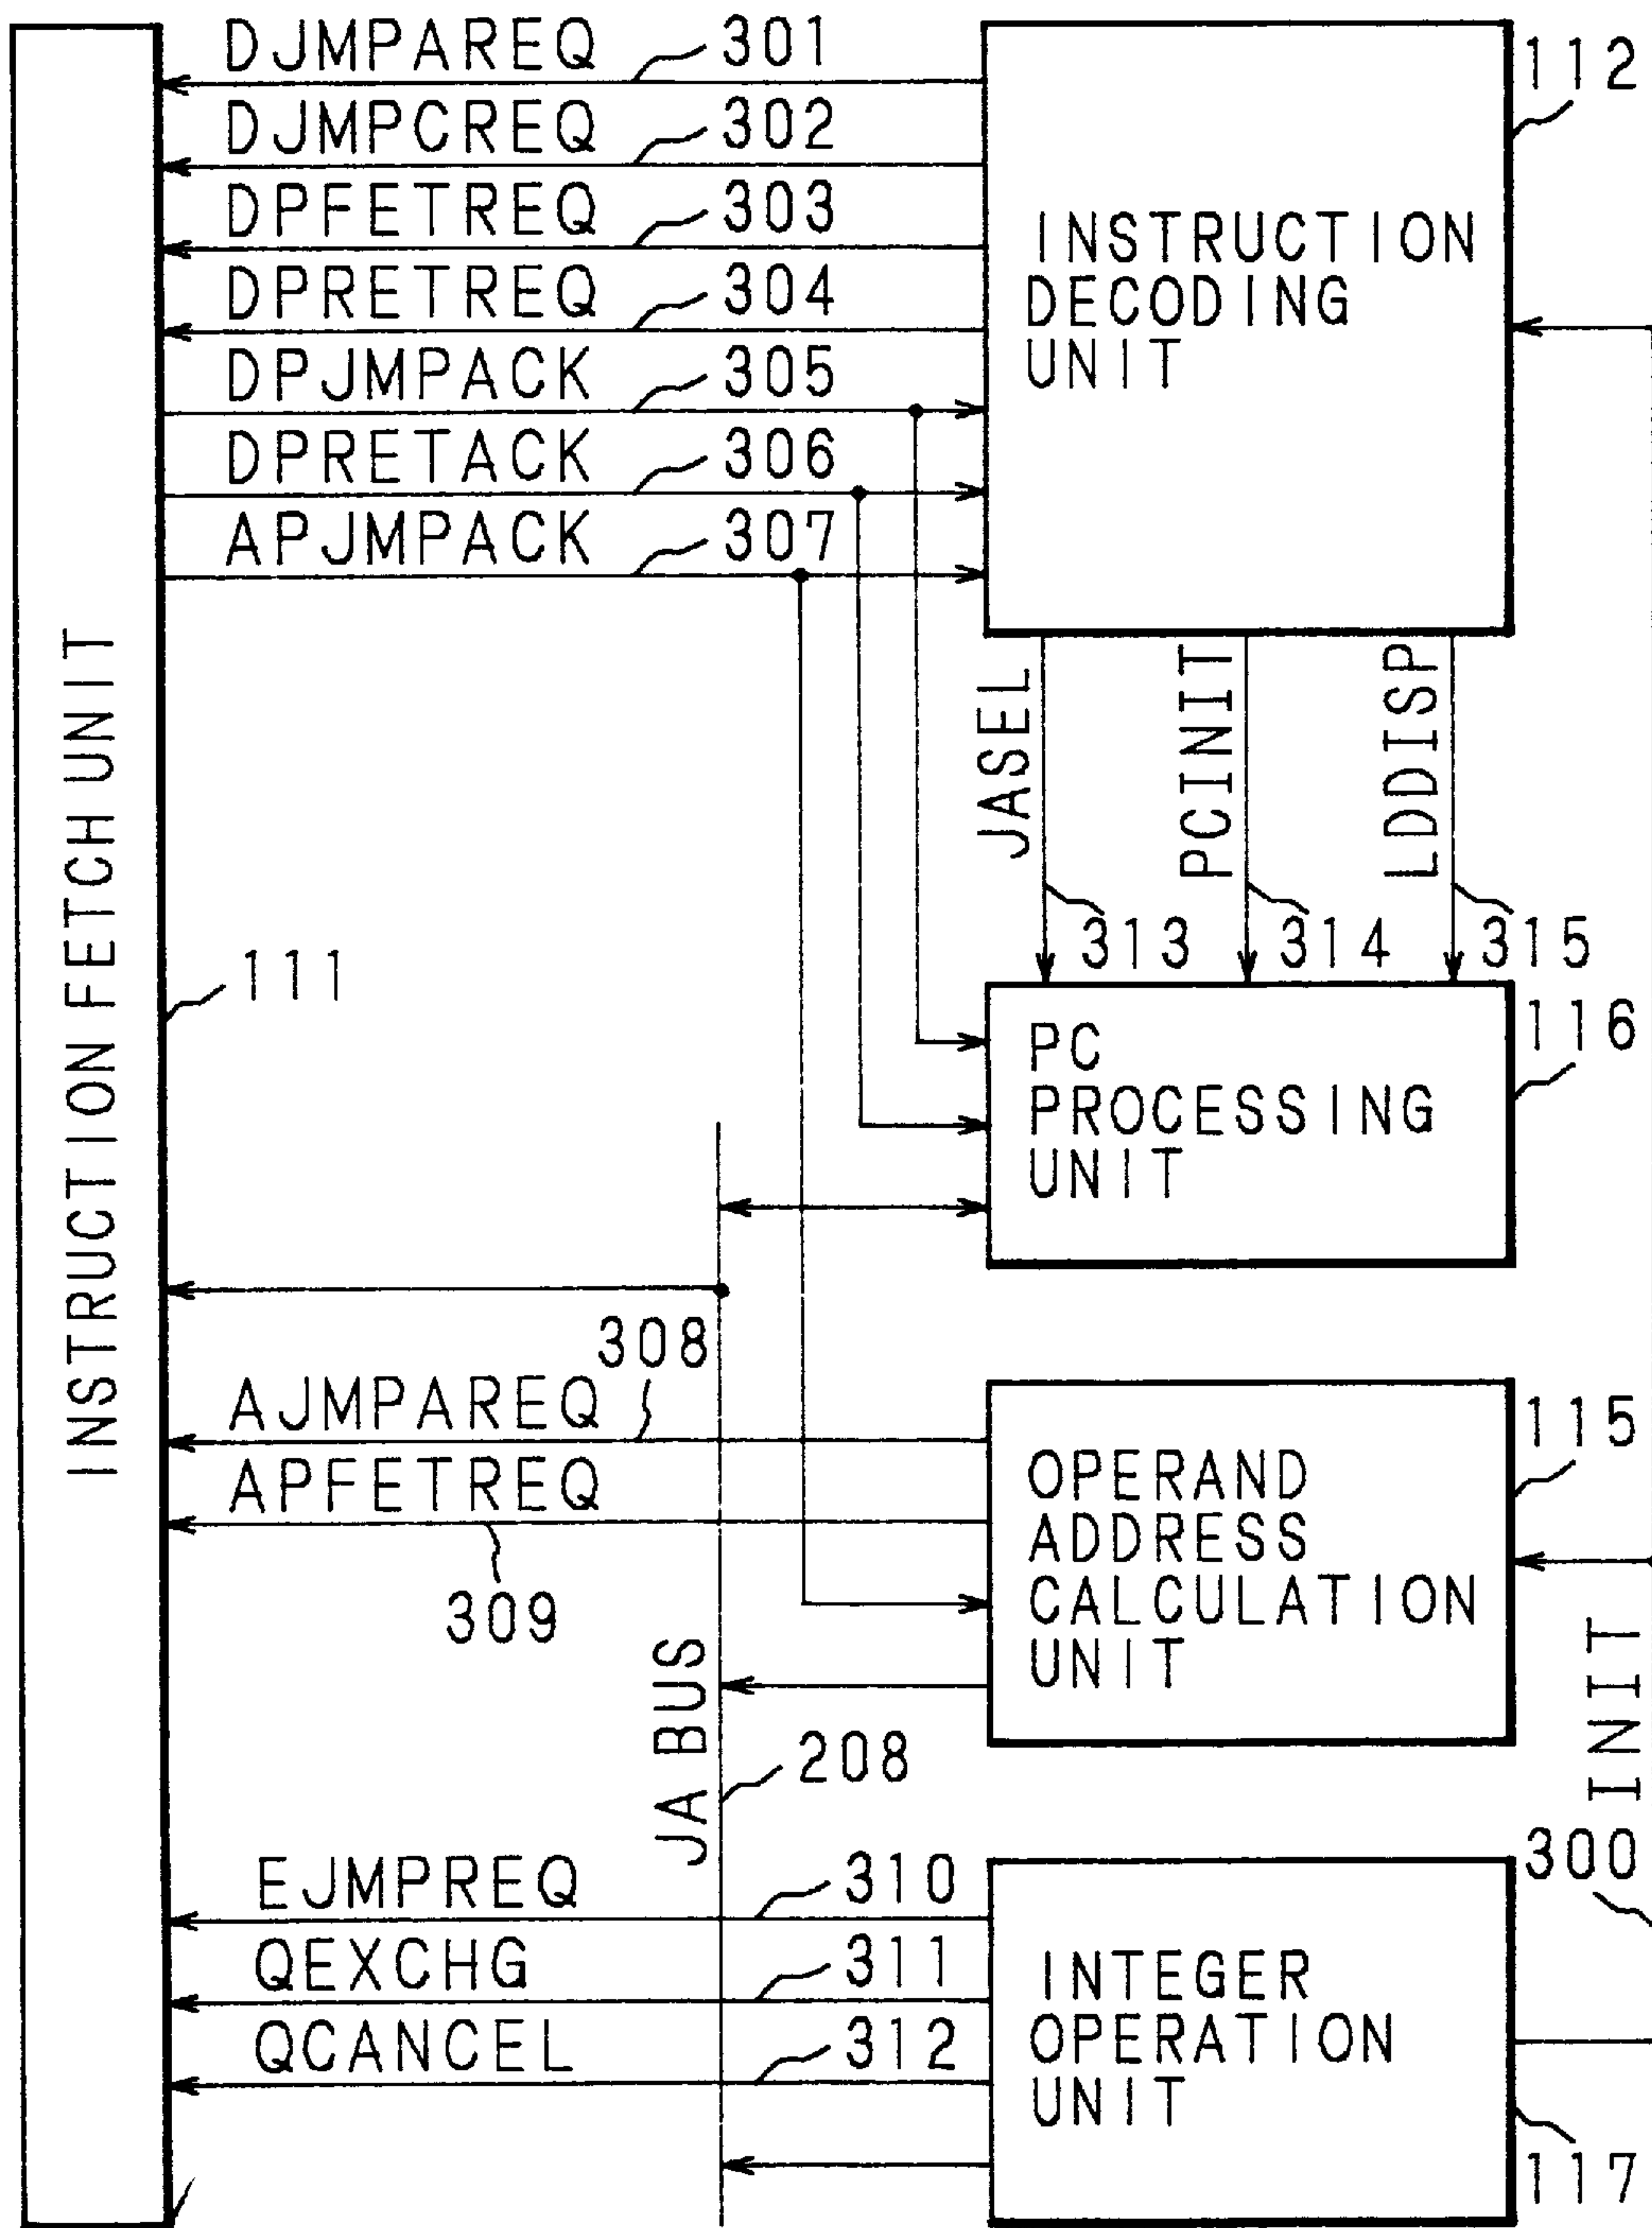 DJMPAREQ 301
DJMPCREQ 302
DPFETREQ 303
DPRETREQ 304
DPJMPACK 305
DPRETACK 306
APJMPACK 307
112
INSTRUCTION
DECODING
UNIT
INSTRUCTION FETCH UNIT
111
JASEL
PCINIT
LDDISP
313
314
315
116
PC
PROCESSING
UNIT
308
AJMPAREQ
APFETREQ
309
115
OPERAND
ADDRESS
CALCULATION
UNIT
JA BUS
208
INIT
300
EJMPREQ 310
QEXCHG 311
QCANCEL 312
INTEGER
OPERATION
UNIT
117